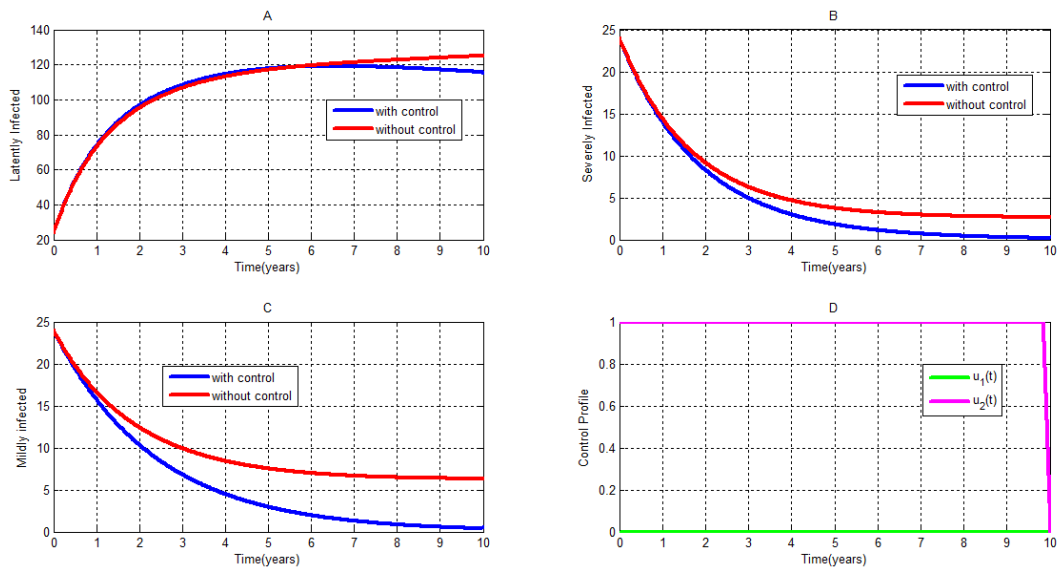 A
Latently Infected
140
120
100
80
60
40
20
0 1 2 3 4 5 6 7 8 9 10
Time(years)
with control
without control
B
Severely Infected
25
20
15
10
5
0
0 1 2 3 4 5 6 7 8 9 10
Time(years)
with control
without control
C
Mildly infected
25
20
15
10
5
0
0 1 2 3 4 5 6 7 8 9 10
Time(years)
with control
without control
D
Control Profile
1
0.8
0.6
0.4
0.2
0
0 1 2 3 4 5 6 7 8 9 10
Time(years)
u1(t)
u2(t)